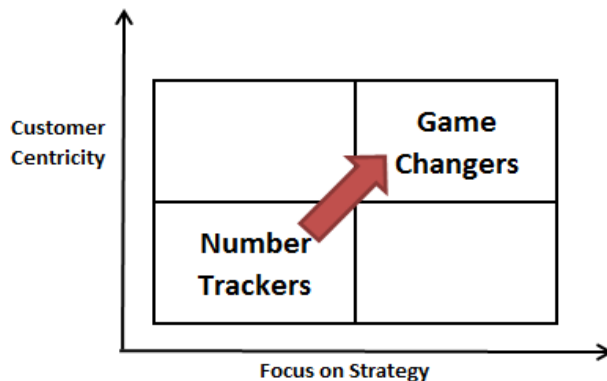 Customer
Centricity
Game
Changers
Number
Trackers
Focus on Strategy